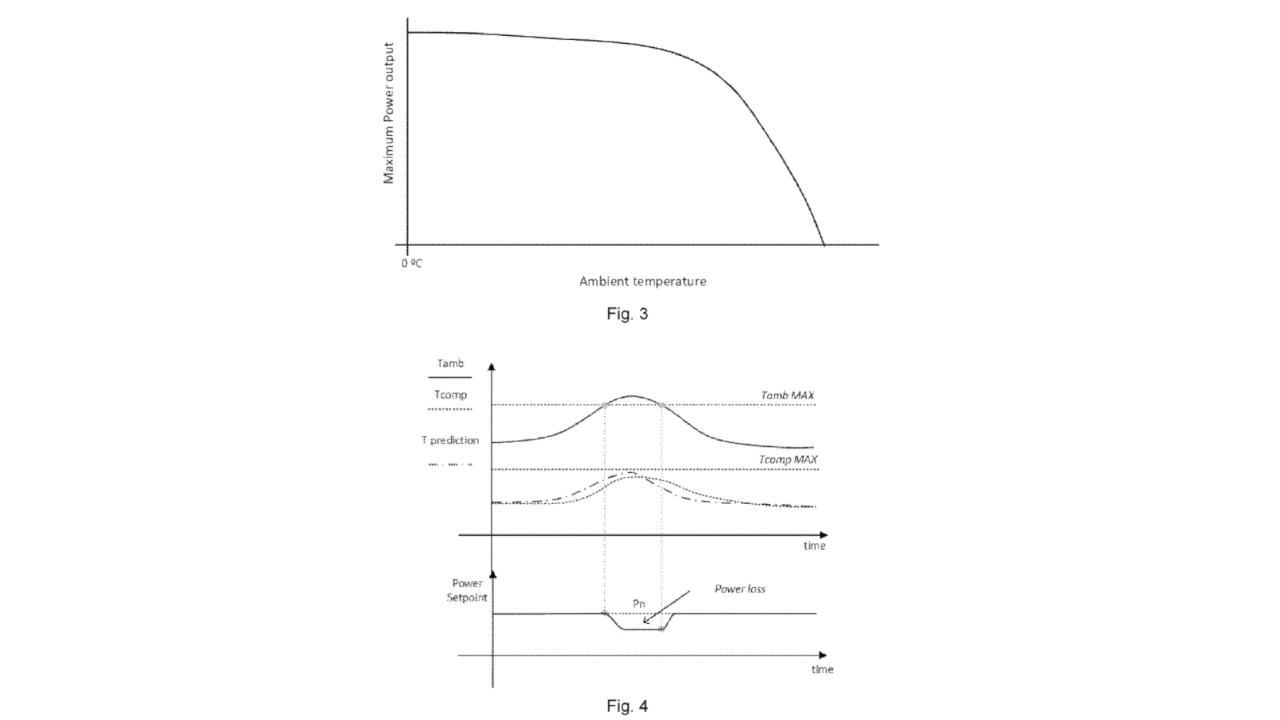 Maximum Power output
0 ºC
Ambient temperature
Fig. 3
Tamb
Tcomp
T prediction
Tamb MAX
Tcomp MAX
time
Power
Setpoint
Pn
Power loss
time
Fig. 4